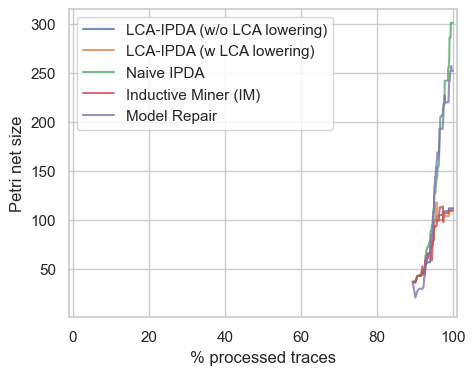 LCA-IPDA (w/o LCA lowering)
LCA-IPDA (w LCA lowering)
Naive IPDA
Inductive Miner (IM)
Model Repair
Petri net size
300
250
200
150
100
50
0 20 40 60 80 100
% processed traces